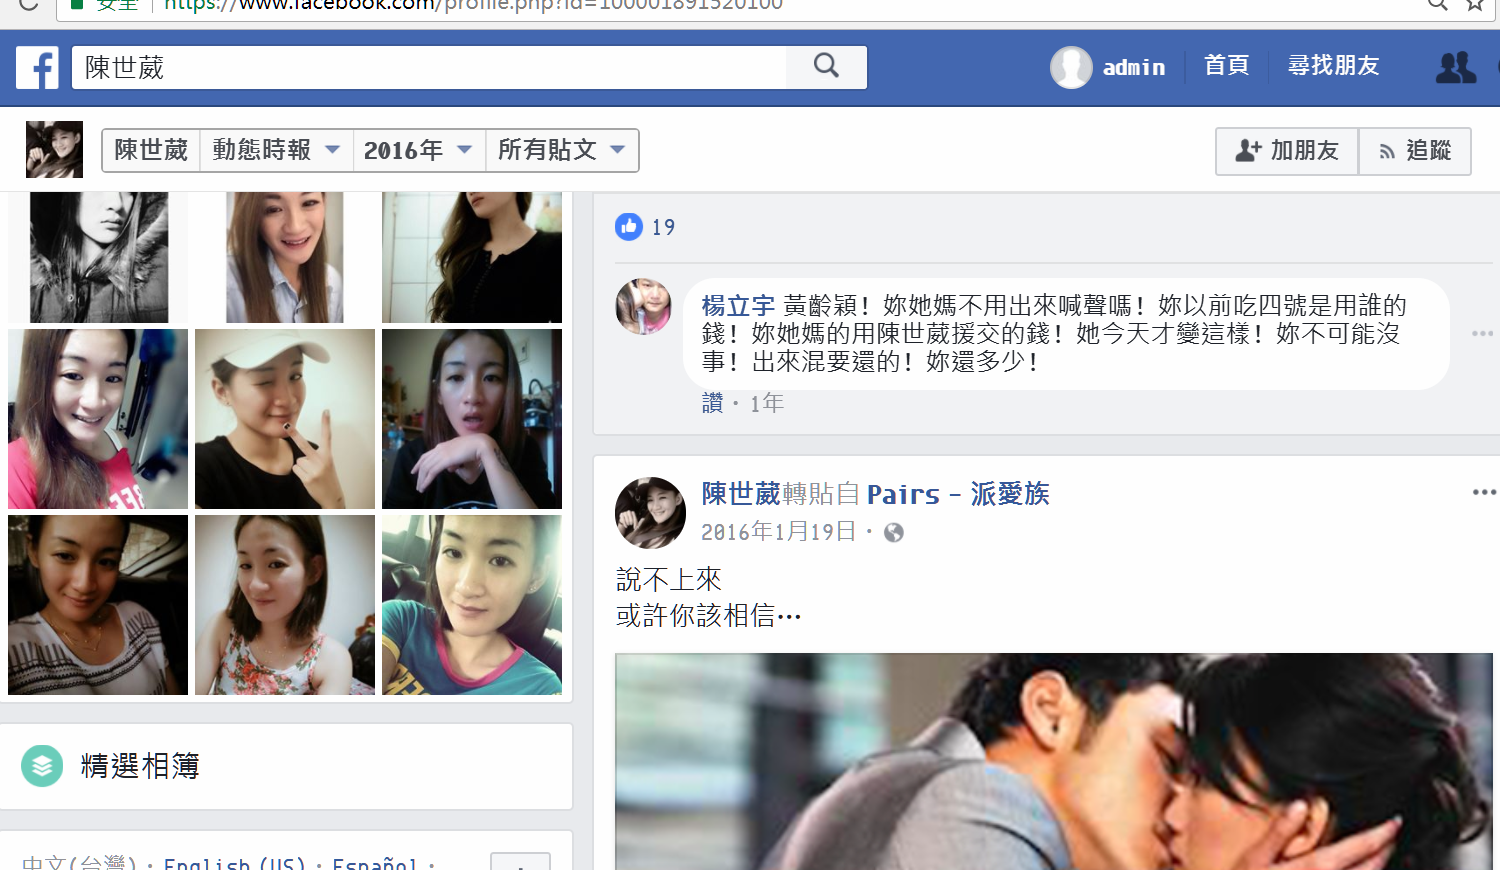 安全 https://www.facebook.com/profile.php?id=100001891520100
陳世葳
admin 首頁 尋找朋友
陳世葳 動態時報 2016年 所有貼文
加朋友 追蹤
19
楊立宇 黃齡穎！妳她媽不用出來喊聲嗎！妳以前吃四號是用誰的
錢！妳她媽的用陳世葳援交的錢！她今天才變這樣！妳不可能沒
事！出來混要還的！妳還多少！
讚 · 1年
陳世葳轉貼自 Pairs - 派愛族
2016年1月19日 ·
說不上來
或許你該相信…
精選相簿
中文(台灣) · English (US) · Español ·